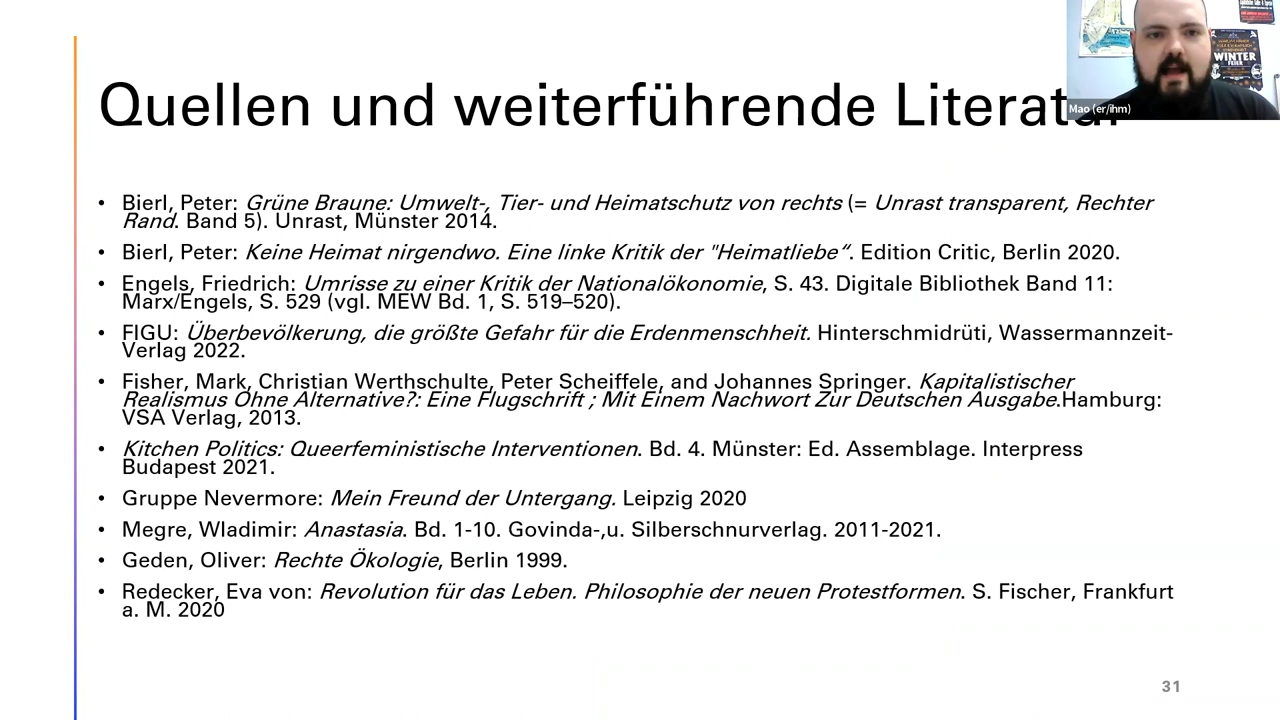 Quellen und weiterführende Literatur
WINTER
FEIER
Mao (er/ihm)
• Bierl, Peter: Grüne Braune: Umwelt-, Tier- und Heimatschutz von rechts (= Unrast transparent, Rechter
Rand. Band 5). Unrast, Münster 2014.
• Bierl, Peter: Keine Heimat nirgendwo. Eine linke Kritik der "Heimatliebe“. Edition Critic, Berlin 2020.
• Engels, Friedrich: Umrisse zu einer Kritik der Nationalökonomie, S. 43. Digitale Bibliothek Band 11:
Marx/Engels, S. 529 (vgl. MEW Bd. 1, S. 519–520).
• FIGU: Überbevölkerung, die größte Gefahr für die Erdenmenschheit. Hinterschmidrüti, Wassermannzeit-
Verlag 2022.
• Fisher, Mark, Christian Werthschulte, Peter Scheiffele, and Johannes Springer. Kapitalistischer
Realismus Ohne Alternative?: Eine Flugschrift ; Mit Einem Nachwort Zur Deutschen Ausgabe.Hamburg:
VSA Verlag, 2013.
• Kitchen Politics: Queerfeministische Interventionen. Bd. 4. Münster: Ed. Assemblage. Interpress
Budapest 2021.
• Gruppe Nevermore: Mein Freund der Untergang. Leipzig 2020
• Megre, Wladimir: Anastasia. Bd. 1-10. Govinda-,u. Silberschnurverlag. 2011-2021.
• Geden, Oliver: Rechte Ökologie, Berlin 1999.
• Redecker, Eva von: Revolution für das Leben. Philosophie der neuen Protestformen. S. Fischer, Frankfurt
a. M. 2020
31